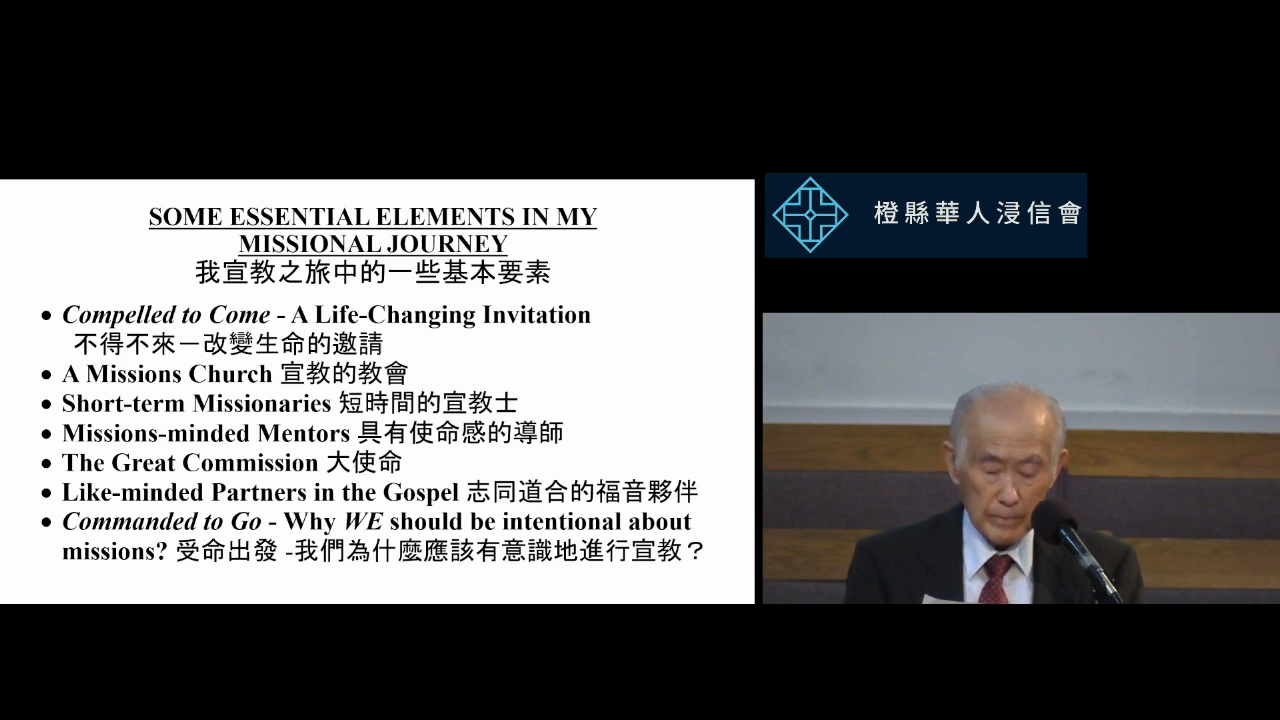 SOME ESSENTIAL ELEMENTS IN MY
MISSIONAL JOURNEY
我宣教之旅中的一些基本要素
• Compelled to Come - A Life-Changing Invitation
不得不來－改變生命的邀請
• A Missions Church 宣教的教會
• Short-term Missionaries 短時間的宣教士
• Missions-minded Mentors 具有使命感的導師
• The Great Commission 大使命
• Like-minded Partners in the Gospel 志同道合的福音夥伴
• Commanded to Go - Why WE should be intentional about
missions? 受命出發 -我們為什麼應該有意識地進行宣教？
橙縣華人浸信會